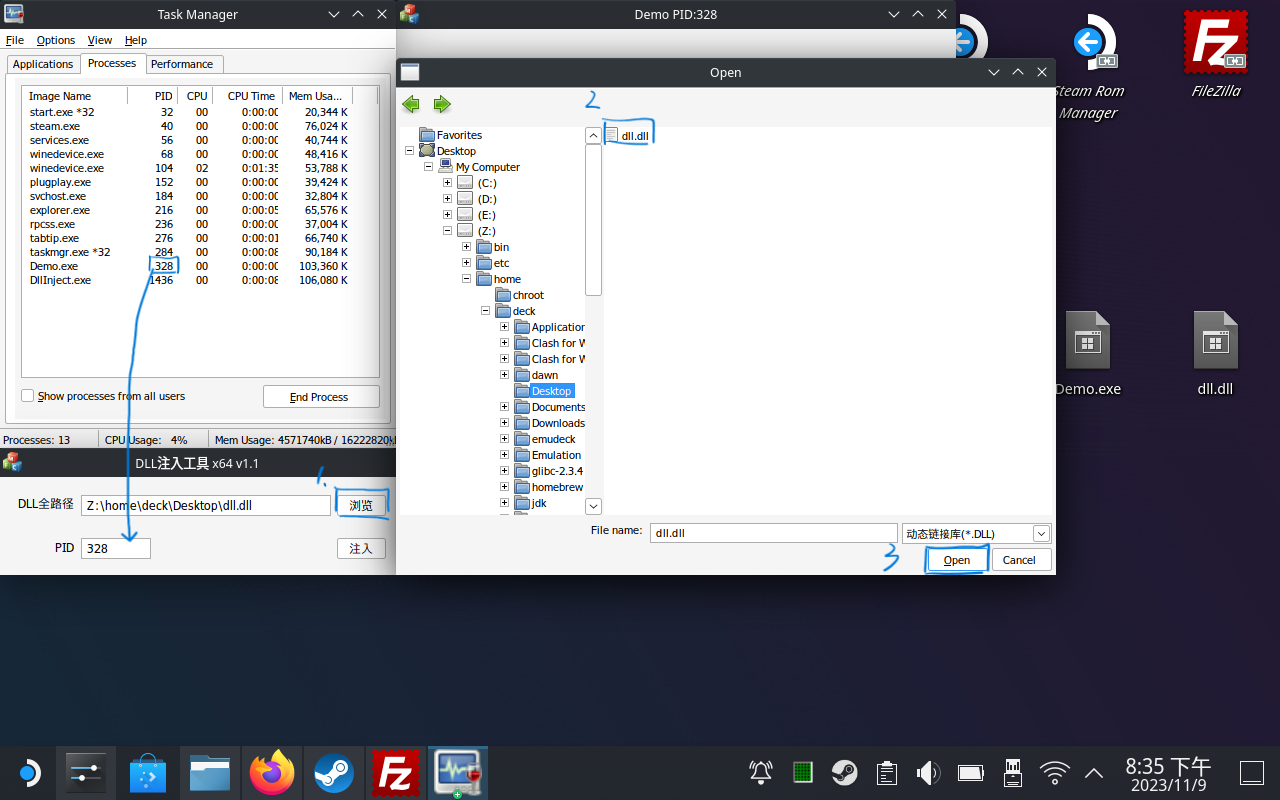 Task Manager
File Options View Help
Applications Processes Performance
Image Name PID CPU CPU Time Mem Usa...
start.exe *32 32 00 0:00:00 20,344 K
steam.exe 40 00 0:00:00 76,024 K
services.exe 56 00 0:00:00 40,744 K
winedevice.exe 68 00 0:00:00 48,416 K
winedevice.exe 104 02 0:01:35 53,788 K
plugplay.exe 152 00 0:00:00 39,424 K
svchost.exe 184 00 0:00:00 32,804 K
explorer.exe 216 00 0:00:05 65,576 K
rpcss.exe 236 00 0:00:00 37,004 K
tabtip.exe 276 00 0:00:01 66,740 K
taskmgr.exe *32 284 00 0:00:08 90,184 K
Demo.exe 328 00 0:00:00 103,360 K
DllInject.exe 1436 00 0:00:08 106,080 K
Show processes from all users
End Process
Processes: 13 CPU Usage: 4% Mem Usage: 4571740kB / 16222820k
DLL注入工具 x64 v1.1
1.
DLL全路径 Z:\home\deck\Desktop\dll.dll 浏览
PID 328 注入
Demo PID:328
Open
2
Favorites
Desktop
My Computer
(C:)
(D:)
(E:)
(Z:)
bin
etc
home
chroot
deck
Application
Clash for W
Clash for W
dawn
Desktop
Documents
Downloads
emudeck
Emulation
glibc-2.3.4
homebrew
jdk
dll.dll
File name: dll.dll 动态链接库(*.DLL)
3
Open Cancel
Steam Rom
Manager
FileZilla
Demo.exe
dll.dll
8:35 下午
2023/11/9